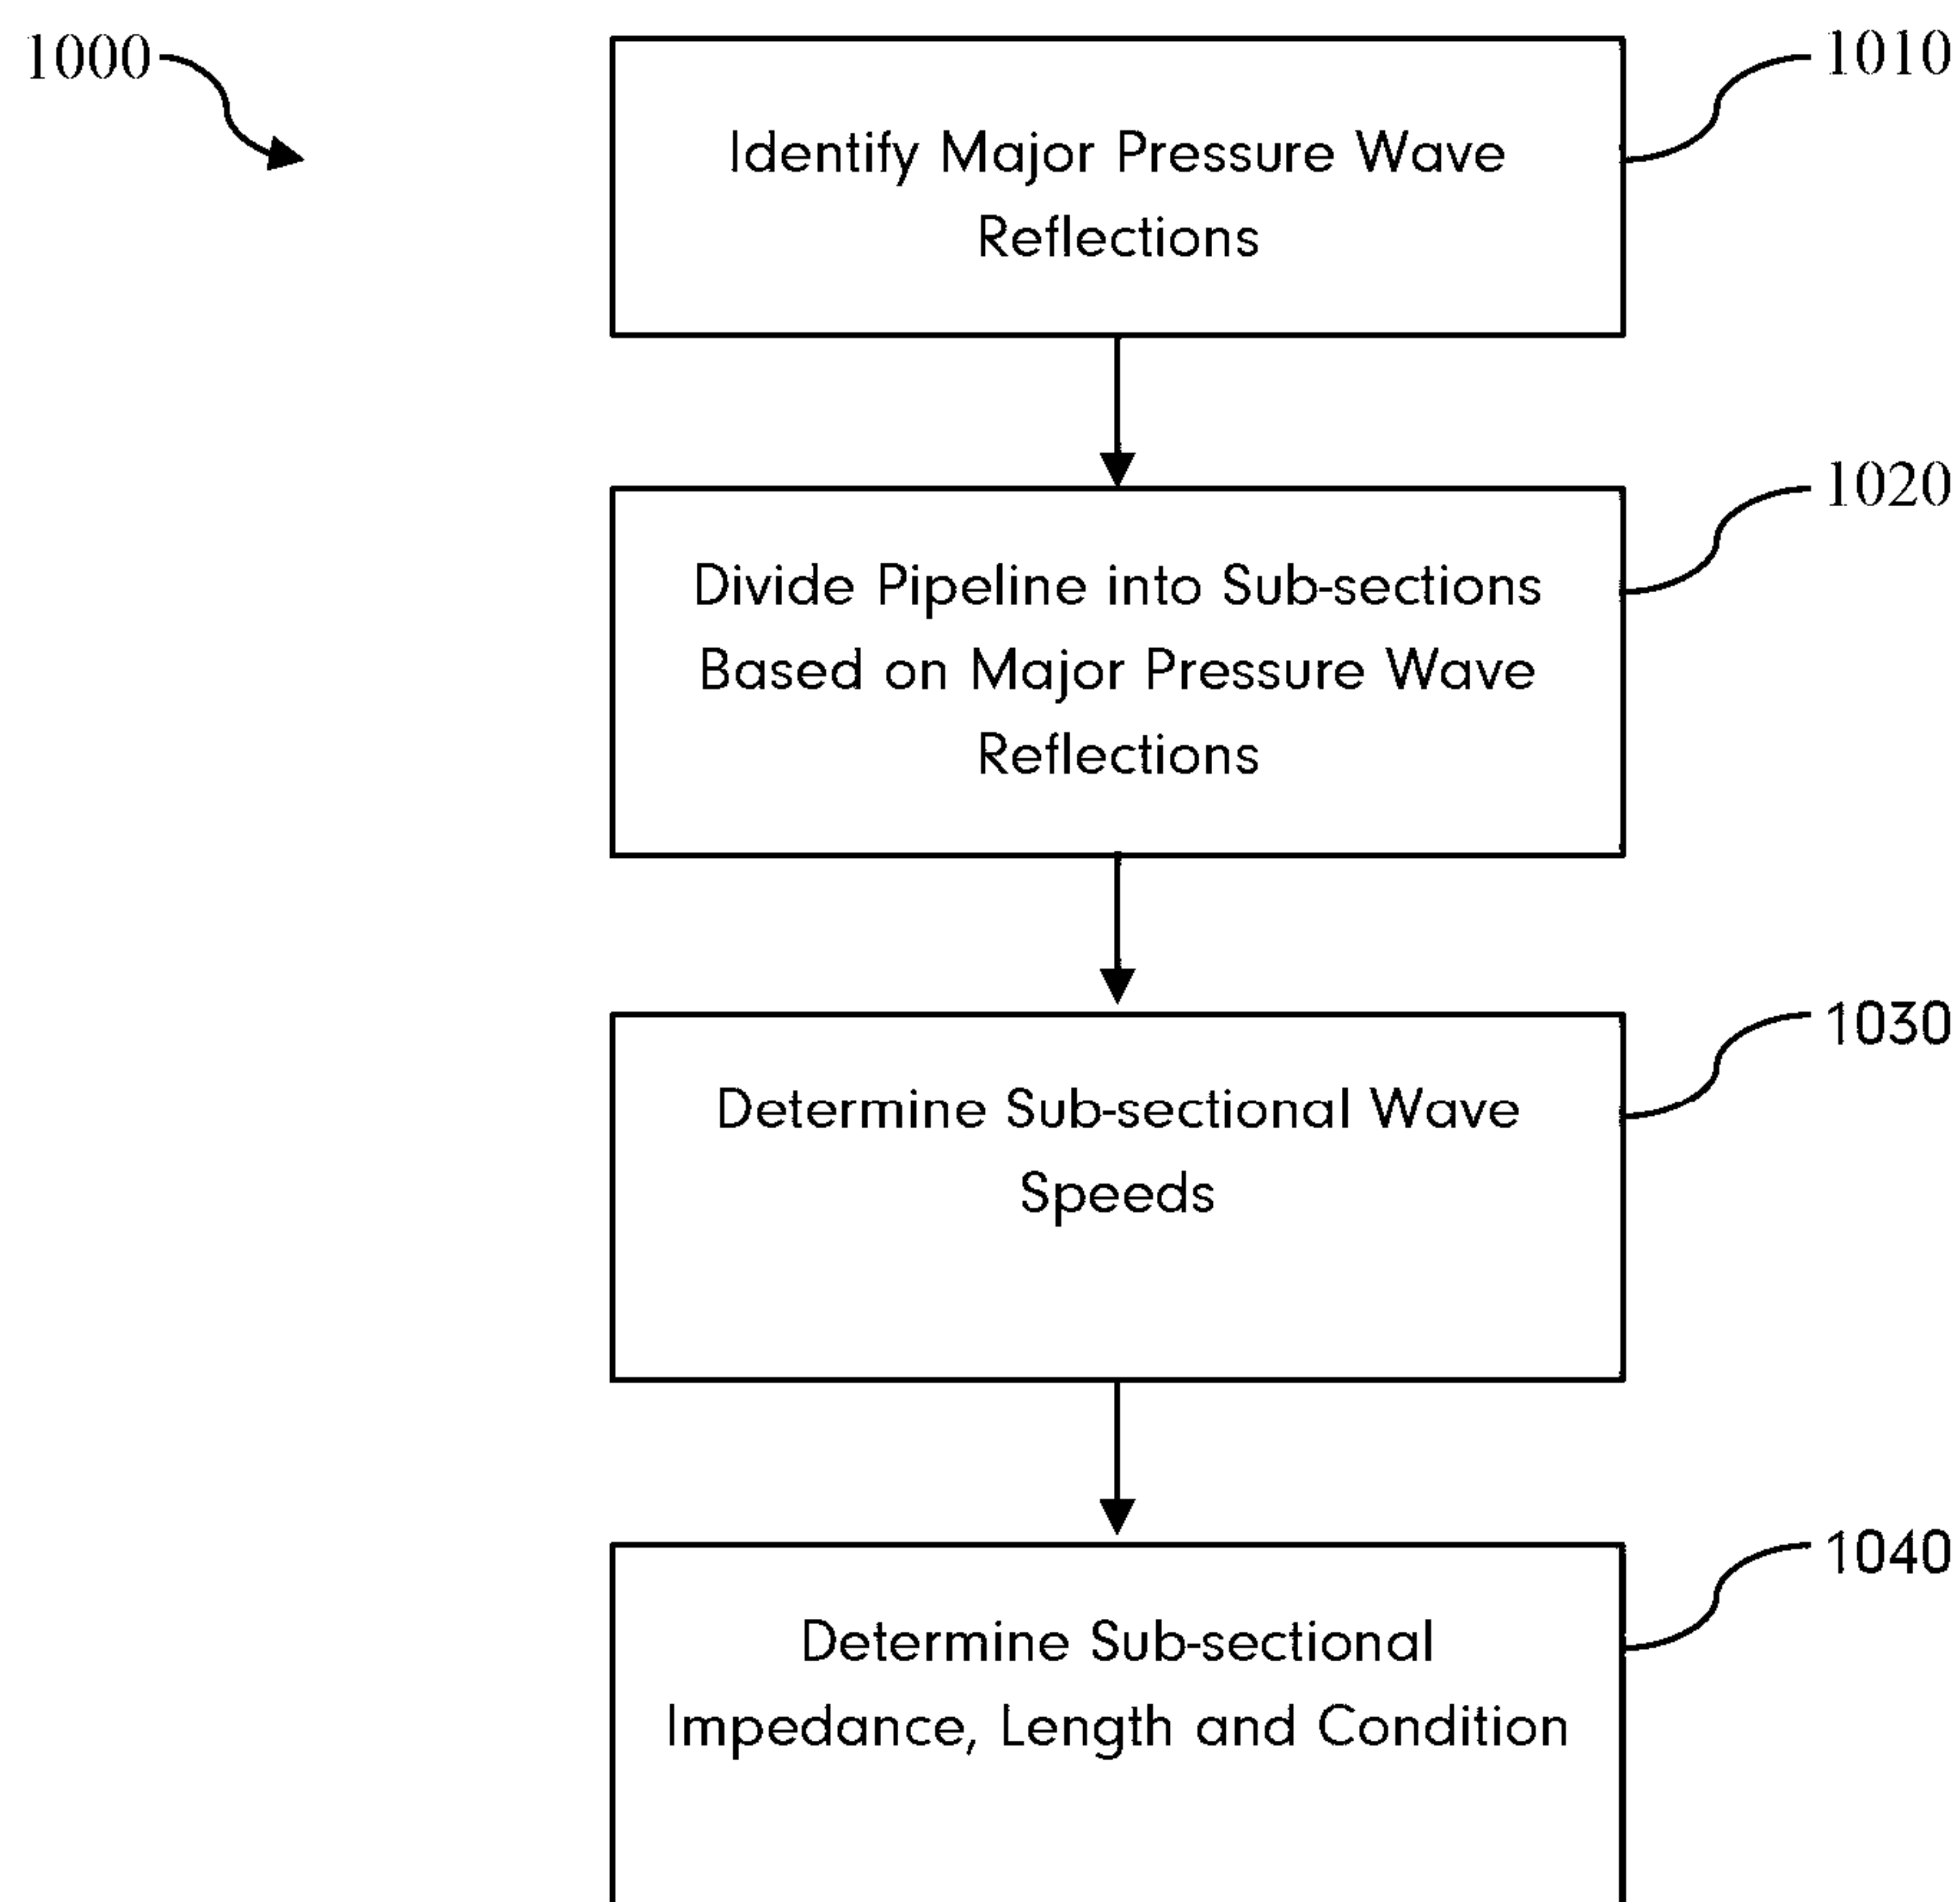 1000
1010
Identify Major Pressure Wave
Reflections
1020
Divide Pipeline into Sub-sections
Based on Major Pressure Wave
Reflections
1030
Determine Sub-sectional Wave
Speeds
1040
Determine Sub-sectional
Impedance, Length and Condition